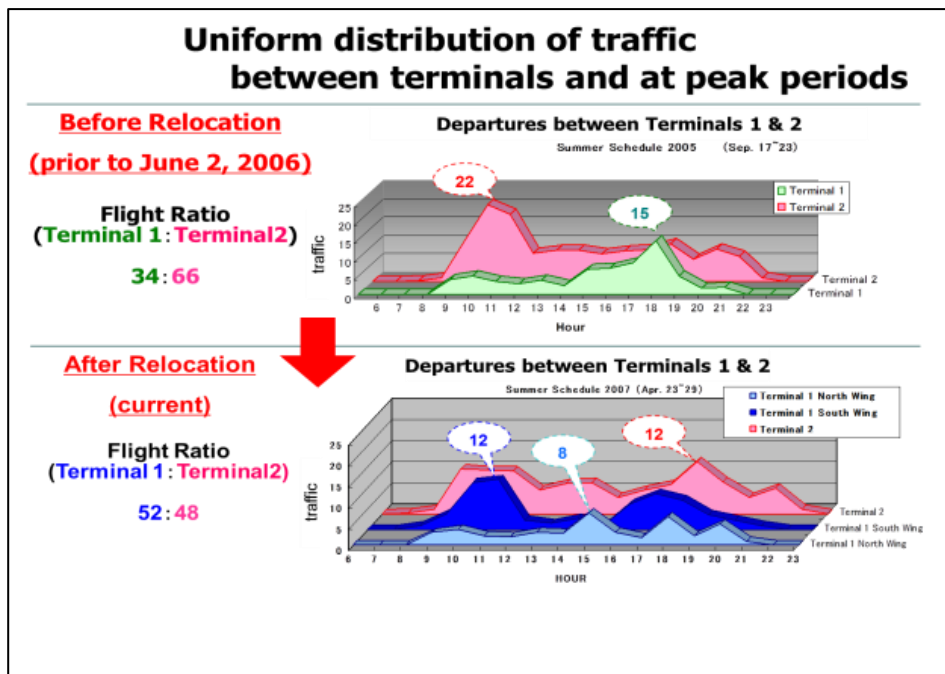 Uniform distribution of traffic
between terminals and at peak periods
Before Relocation
(prior to June 2, 2006)
Flight Ratio
(Terminal 1:Terminal2)
34:66
Departures between Terminals 1 & 2
Summer Schedule 2005 (Sep. 17~23)
22
15
Terminal 1
Terminal 2
traffic
25
20
15
10
5
0
6 7 8 9 10 11 12 13 14 15 16 17 18 19 20 21 22 23
Hour
Terminal 2
Terminal 1
After Relocation
(current)
Flight Ratio
(Terminal 1:Terminal2)
52:48
Departures between Terminals 1 & 2
Summer Schedule 2007 (Apr. 23~29)
12
8
12
Terminal 1 North Wing
Terminal 1 South Wing
Terminal 2
traffic
25
20
15
10
5
0
6 7 8 9 10 11 12 13 14 15 16 17 18 19 20 21 22 23
HOUR
Terminal 2
Terminal 1 South Wing
Terminal 1 North Wing